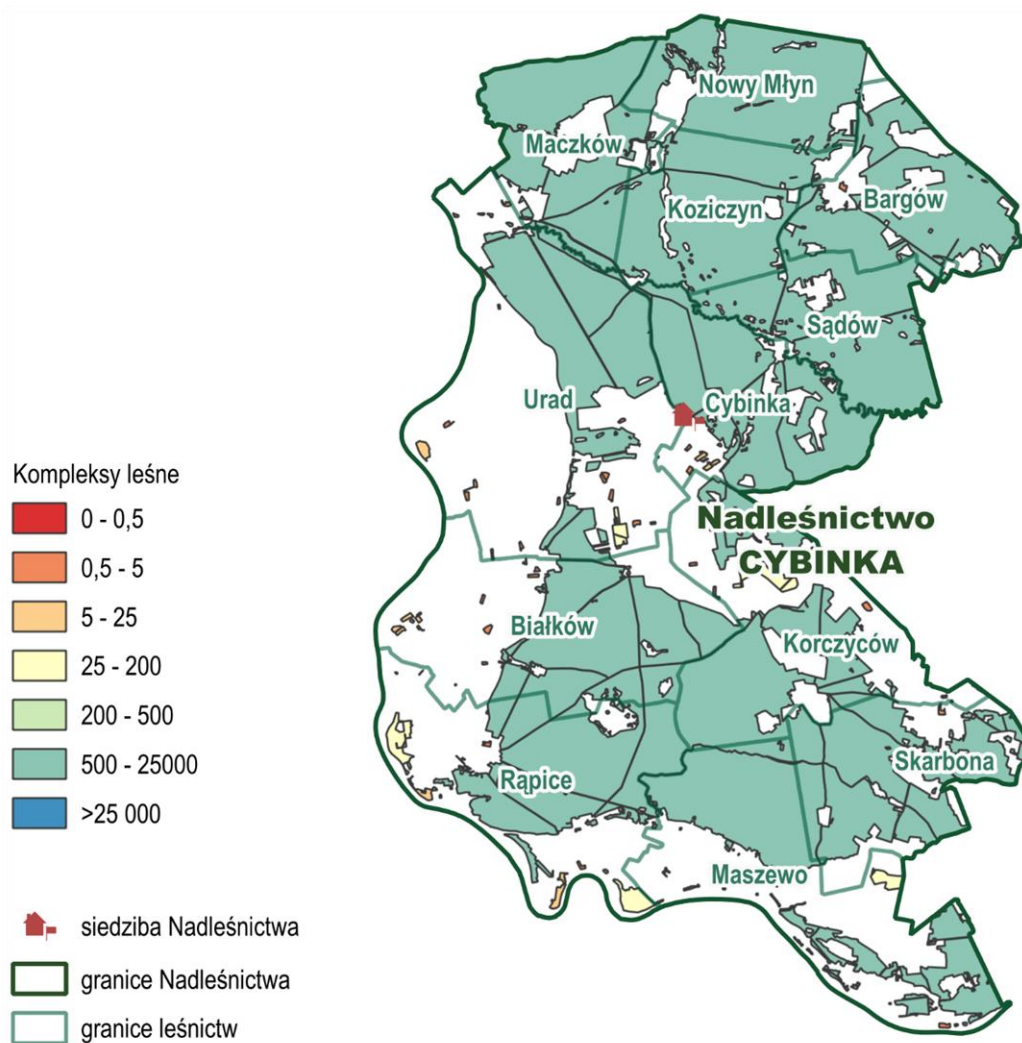 Nowy Młyn
Maczków
Koziczyn
Bargów
Sądów
Urad
Cybinka
Nadleśnictwo
CYBINKA
Białków
Korczyców
Skarbona
Rąpice
Maszewo
Kompleksy leśne
0 - 0,5
0,5 - 5
5 - 25
25 - 200
200 - 500
500 - 25000
>25 000
siedziba Nadleśnictwa
granice Nadleśnictwa
granice leśnictw